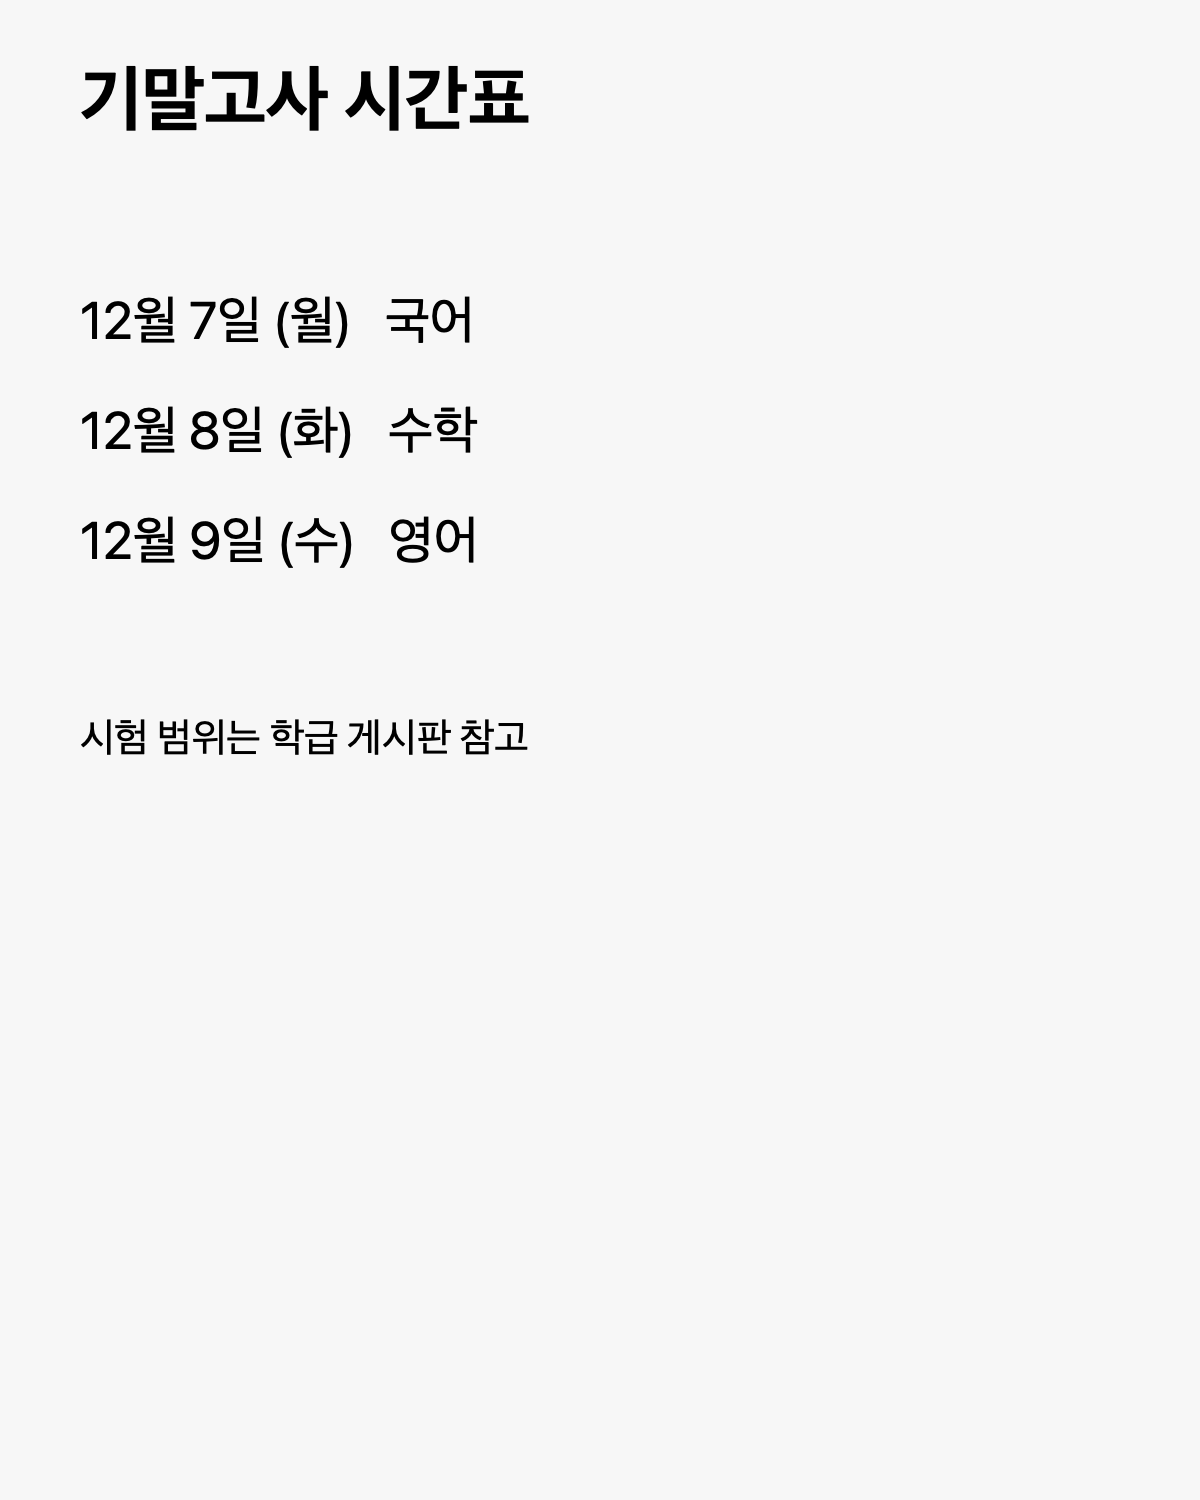 기말고사 시간표
12월 7일 (월) 국어
12월 8일 (화) 수학
12월 9일 (수) 영어
시험 범위는 학급 게시판 참고